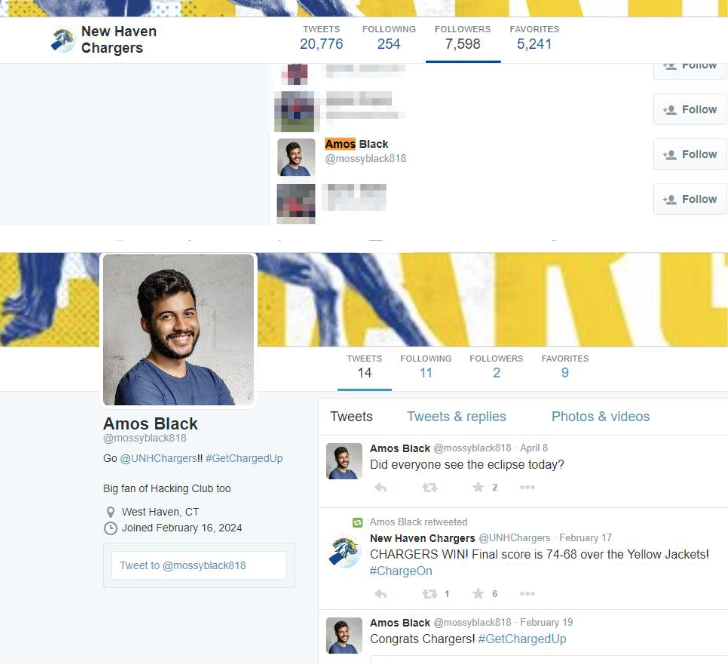 New Haven
Chargers
TWEETS FOLLOWING FOLLOWERS FAVORITES
20,776 254 7,598 5,241
Follow
Follow
Amos Black
@mossyblack818
Follow
Follow
TWEETS FOLLOWING FOLLOWERS FAVORITES
14 11 2 9
Amos Black
@mossyblack818
Go @UNHChargers!! #GetChargedUp
Big fan of Hacking Club too
West Haven, CT
Joined February 16, 2024
Tweet to @mossyblack818
Tweets Tweets & replies Photos & videos
Amos Black @mossyblack818 · April 8
Did everyone see the eclipse today?
2
Amos Black retweeted
New Haven Chargers @UNHChargers · February 17
CHARGERS WIN! Final score is 74-68 over the Yellow Jackets!
#ChargeOn
1 6
Amos Black @mossyblack818 · February 19
Congrats Chargers! #GetChargedUp